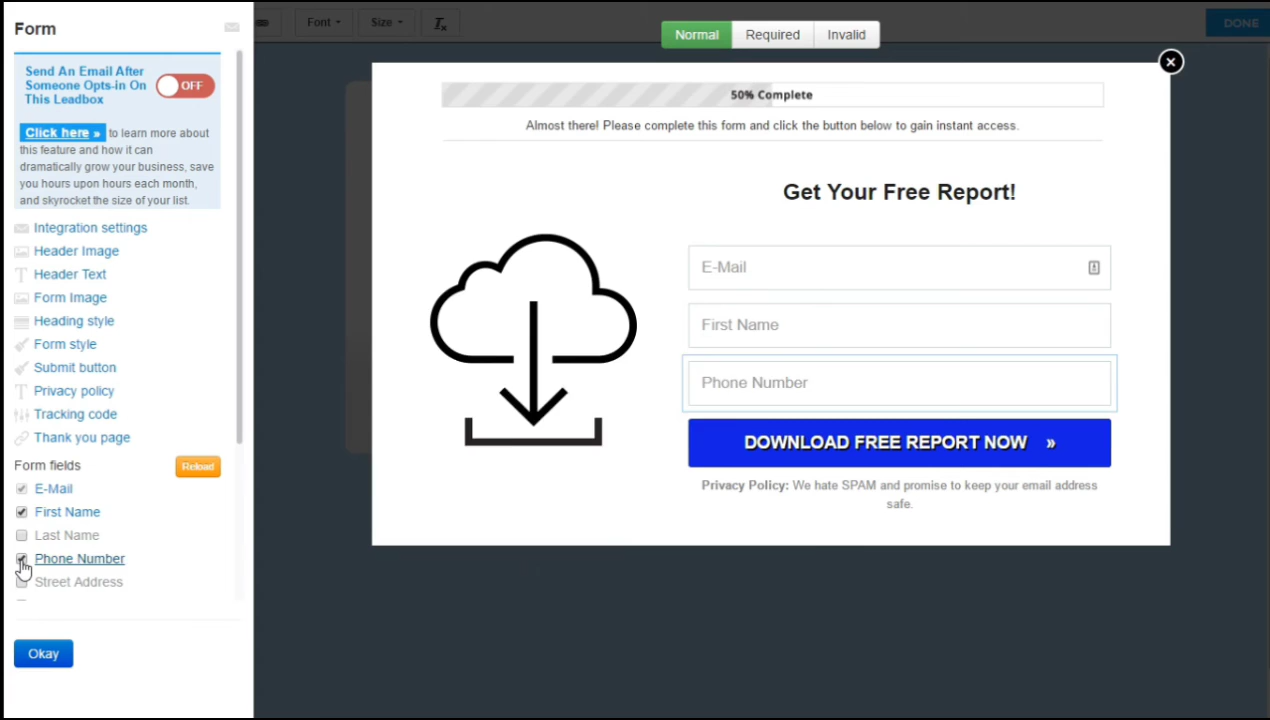 Form
Font
Size
Tx
Normal
Required
Invalid
DONE
Send An Email After
Someone Opts-in On
This Leadbox
OFF
Click here » to learn more about
this feature and how it can
dramatically grow your business, save
you hours upon hours each month,
and skyrocket the size of your list.
Integration settings
Header Image
Header Text
Form Image
Heading style
Form style
Submit button
Privacy policy
Tracking code
Thank you page
Form fields
Reload
E-Mail
First Name
Last Name
Phone Number
Street Address
Okay
50% Complete
Almost there! Please complete this form and click the button below to gain instant access.
Get Your Free Report!
E-Mail
First Name
Phone Number
DOWNLOAD FREE REPORT NOW »
Privacy Policy: We hate SPAM and promise to keep your email address
safe.